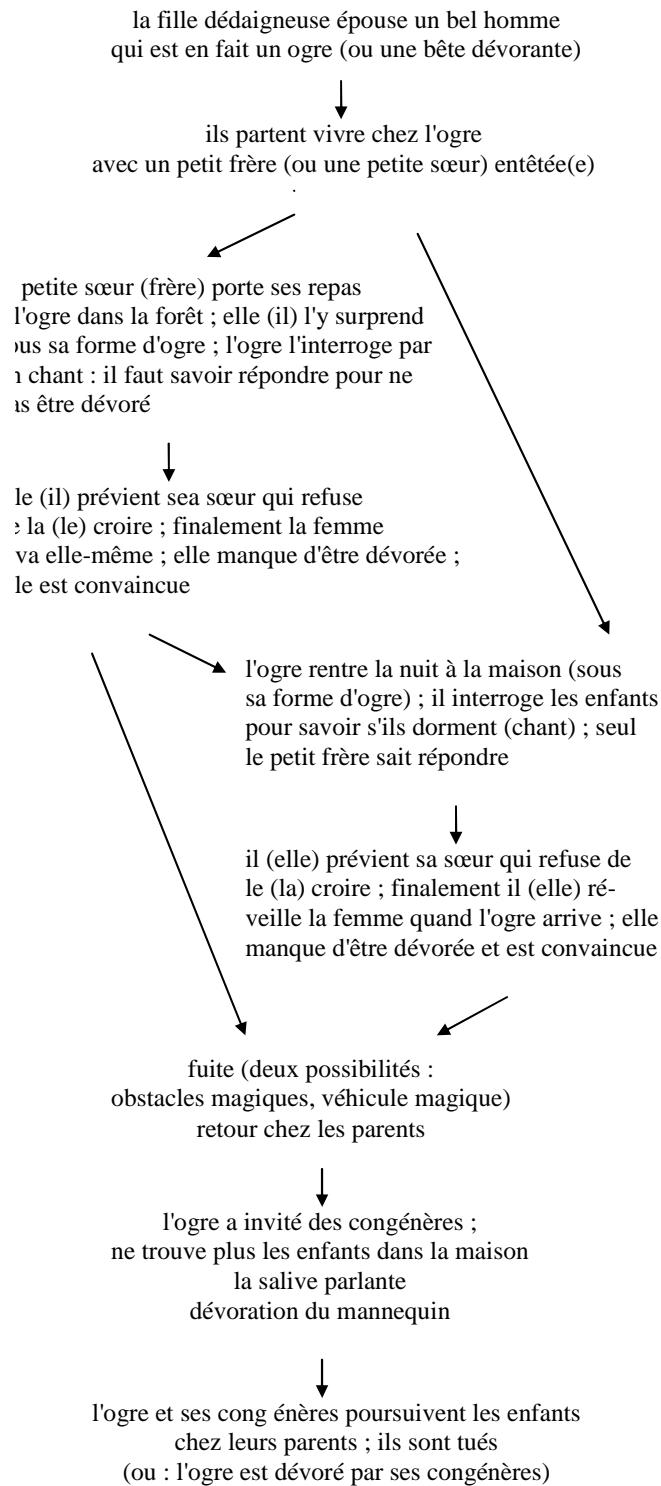 la fille dédaigneuse épouse un bel homme
qui est en fait un ogre (ou une bête dévorante)
ils partent vivre chez l'ogre
avec un petit frère (ou une petite sœur) entêtée(e)
petite sœur (frère) porte ses repas
l'ogre dans la forêt ; elle (il) l'y surprend
sa forme d'ogre ; l'ogre l'interroge par
chant : il faut savoir répondre pour ne
être dévoré
(il) prévient sea sœur qui refuse
la (le) croire ; finalement la femme
va elle-même ; elle manque d'être dévorée ;
est convaincue
l'ogre rentre la nuit à la maison (sous
sa forme d'ogre) ; il interroge les enfants
pour savoir s'ils dorment (chant) ; seul
le petit frère sait répondre
il (elle) prévient sa sœur qui refuse de
le (la) croire ; finalement il (elle) ré-
veille la femme quand l'ogre arrive ; elle
manque d'être dévorée et est convaincue
fuite (deux possibilités :
obstacles magiques, véhicule magique)
retour chez les parents
l'ogre a invité des congénères ;
ne trouve plus les enfants dans la maison
la salive parlante
dévoration du mannequin
l'ogre et ses cong énères poursuivent les enfants
chez leurs parents ; ils sont tués
(ou : l'ogre est dévoré par ses congénères)